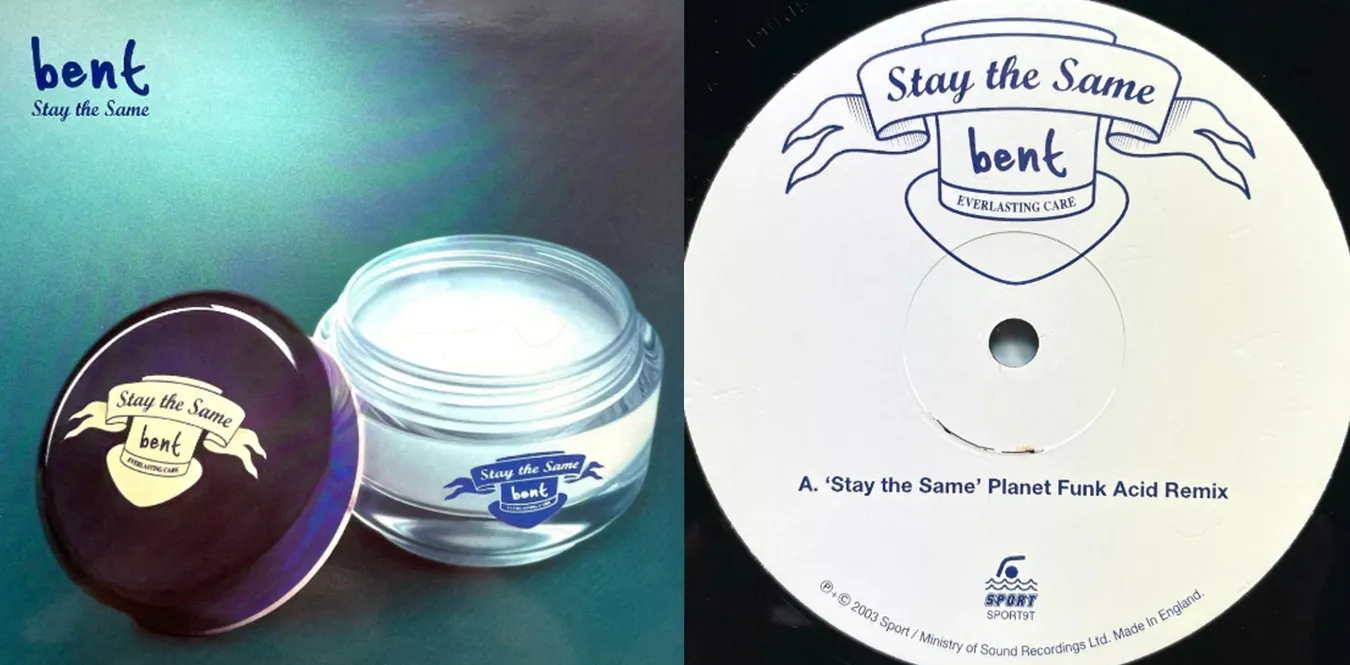 bent
Stay the Same
Stay the Same
bent
EVERLASTING CARE
Stay the Same
bent
EVERLASTING CARE
Stay the Same
bent
EVERLASTING CARE
A. ‘Stay the Same’ Planet Funk Acid Remix
SPORT
SPORT9T
℗+© 2003 Sport / Ministry of Sound Recordings Ltd. Made In England.